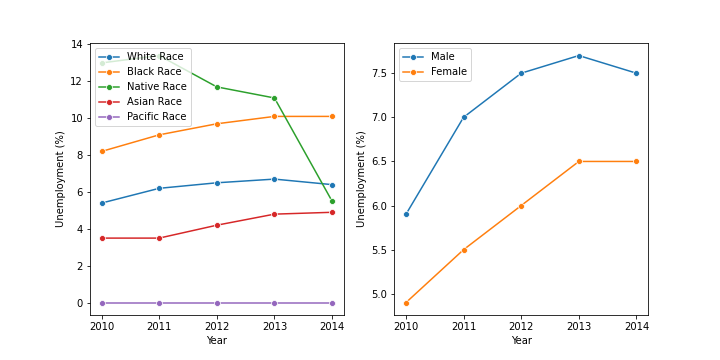 14
12
10
8
6
4
2
0
Unemployment (%)
White Race
Black Race
Native Race
Asian Race
Pacific Race
2010 2011 2012 2013 2014
Year
7.5
7.0
6.5
6.0
5.5
5.0
Unemployment (%)
Male
Female
2010 2011 2012 2013 2014
Year